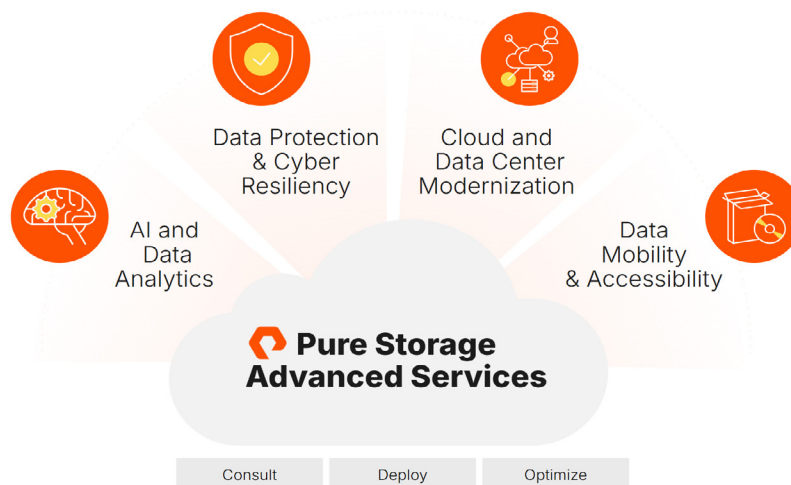 Data Protection
& Cyber
Resiliency
Cloud and
Data Center
Modernization
AI and
Data
Analytics
Data
Mobility
& Accessibility
Pure Storage
Advanced Services
Consult
Deploy
Optimize